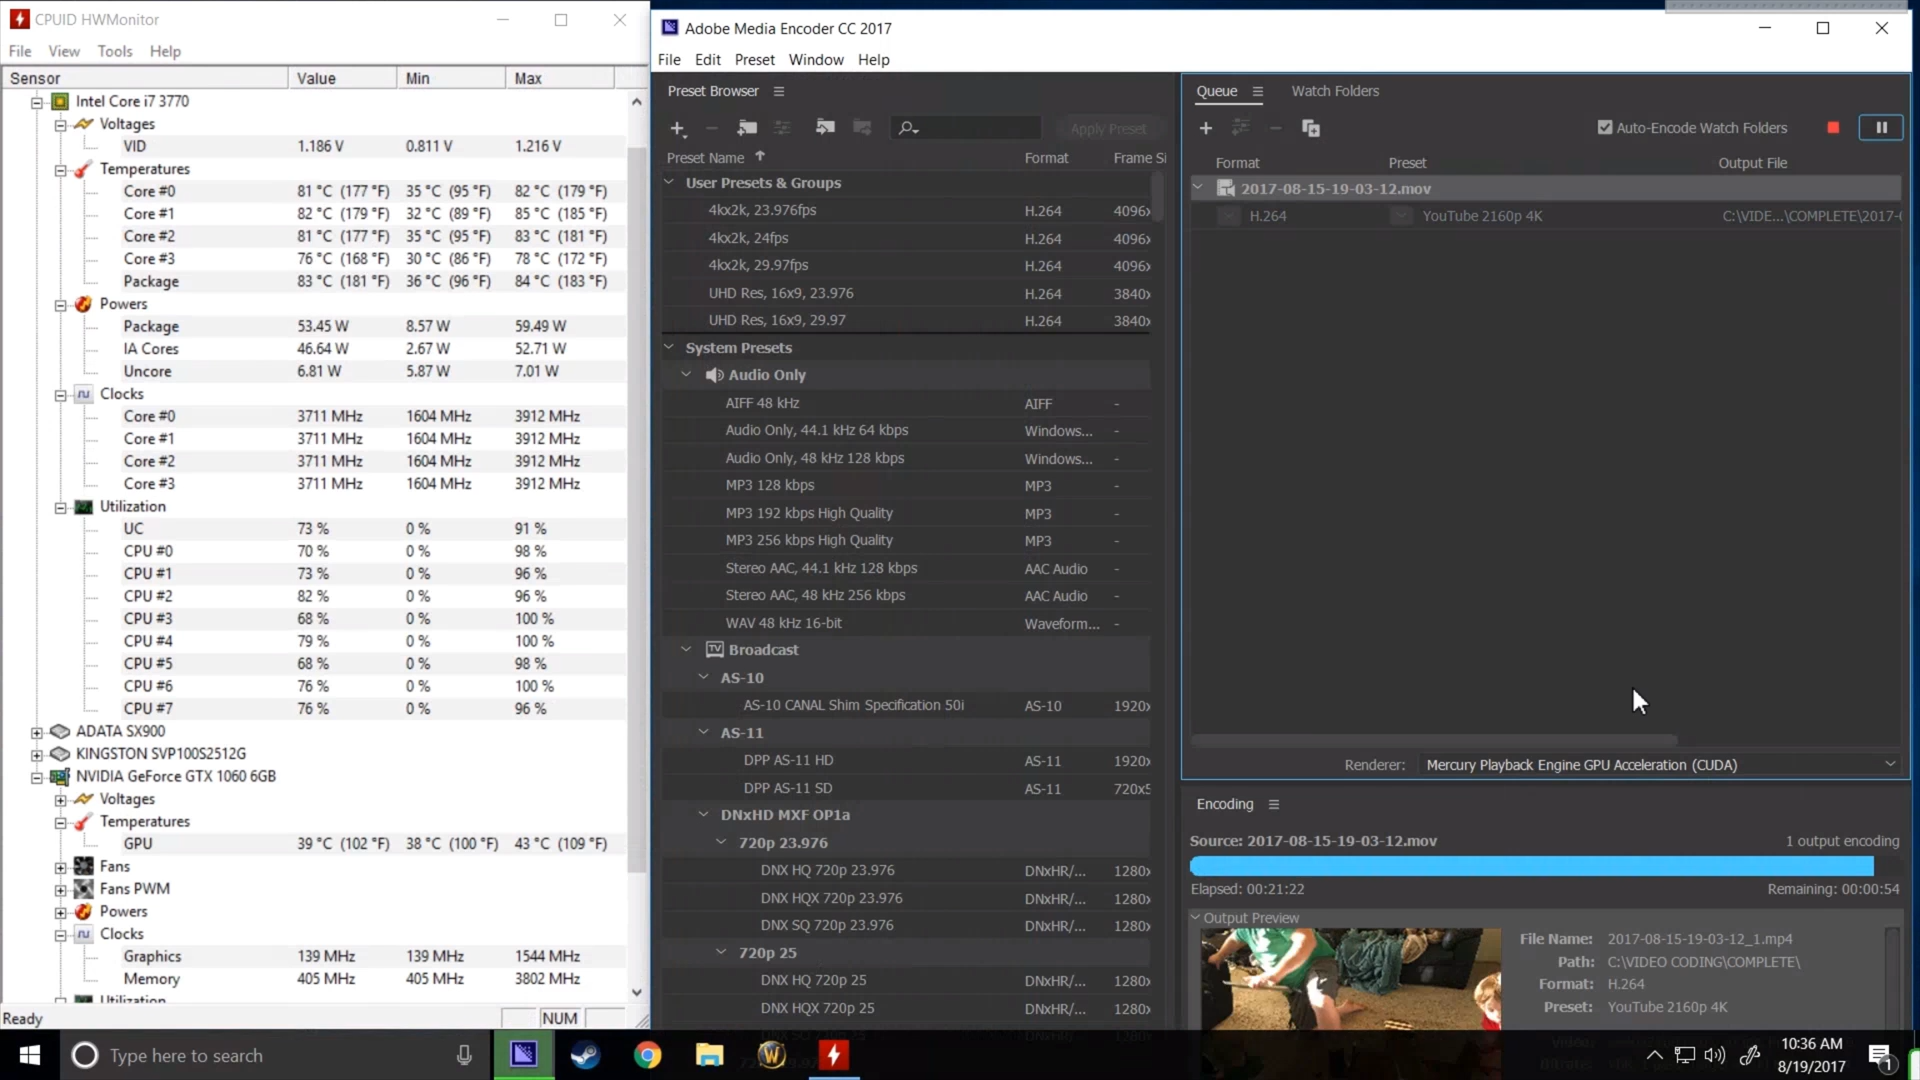 CPUID HWMonitor
File View Tools Help
Sensor Value Min Max
Intel Core i7 3770
Voltages
VID 1.186 V 0.811 V 1.216 V
Temperatures
Core #0 81 °C (177 °F) 35 °C (95 °F) 82 °C (179 °F)
Core #1 82 °C (179 °F) 32 °C (89 °F) 85 °C (185 °F)
Core #2 81 °C (177 °F) 35 °C (95 °F) 83 °C (181 °F)
Core #3 76 °C (168 °F) 30 °C (86 °F) 78 °C (172 °F)
Package 83 °C (181 °F) 36 °C (96 °F) 84 °C (183 °F)
Powers
Package 53.45 W 8.57 W 59.49 W
IA Cores 46.64 W 2.67 W 52.71 W
Uncore 6.81 W 5.87 W 7.01 W
Clocks
Core #0 3711 MHz 1604 MHz 3912 MHz
Core #1 3711 MHz 1604 MHz 3912 MHz
Core #2 3711 MHz 1604 MHz 3912 MHz
Core #3 3711 MHz 1604 MHz 3912 MHz
Utilization
UC 73 % 0 % 91 %
CPU #0 70 % 0 % 98 %
CPU #1 73 % 0 % 96 %
CPU #2 82 % 0 % 96 %
CPU #3 68 % 0 % 100 %
CPU #4 79 % 0 % 100 %
CPU #5 68 % 0 % 98 %
CPU #6 76 % 0 % 100 %
CPU #7 76 % 0 % 96 %
ADATA SX900
KINGSTON SVP100S2512G
NVIDIA GeForce GTX 1060 6GB
Voltages
Temperatures
GPU 39 °C (102 °F) 38 °C (100 °F) 43 °C (109 °F)
Fans
Fans PWM
Powers
Clocks
Graphics 139 MHz 139 MHz 1544 MHz
Memory 405 MHz 405 MHz 3802 MHz
Utilization
Ready NUM
Adobe Media Encoder CC 2017
File Edit Preset Window Help
Preset Browser
Apply Preset
Preset Name Format Frame Si
User Presets & Groups
4kx2k, 23.976fps H.264 4096x
4kx2k, 24fps H.264 4096x
4kx2k, 29.97fps H.264 4096x
UHD Res, 16x9, 23.976 H.264 3840x
UHD Res, 16x9, 29.97 H.264 3840x
System Presets
Audio Only
AIFF 48 kHz AIFF -
Audio Only, 44.1 kHz 64 kbps Windows... -
Audio Only, 48 kHz 128 kbps Windows... -
MP3 128 kbps MP3 -
MP3 192 kbps High Quality MP3 -
MP3 256 kbps High Quality MP3 -
Stereo AAC, 44.1 kHz 128 kbps AAC Audio -
Stereo AAC, 48 kHz 256 kbps AAC Audio -
WAV 48 kHz 16-bit Waveform... -
TV Broadcast
AS-10
AS-10 CANAL Shim Specification 50i AS-10 1920x
AS-11
DPP AS-11 HD AS-11 1920x
DPP AS-11 SD AS-11 720x5
DNxHD MXF OP1a
720p 23.976
DNX HQ 720p 23.976 DNxHR/... 1280x
DNX HQX 720p 23.976 DNxHR/... 1280x
DNX SQ 720p 23.976 DNxHR/... 1280x
720p 25
DNX HQ 720p 25 DNxHR/... 1280x
DNX HQX 720p 25 DNxHR/... 1280x
Queue Watch Folders
Auto-Encode Watch Folders
Format Preset Output File
2017-08-15-19-03-12.mov
H.264 YouTube 2160p 4K C:\VIDE...\COMPLETE\2017-
Renderer: Mercury Playback Engine GPU Acceleration (CUDA)
Encoding
Source: 2017-08-15-19-03-12.mov 1 output encoding
Elapsed: 00:21:22 Remaining: 00:00:54
Output Preview
File Name: 2017-08-15-19-03-12_1.mp4
Path: C:\VIDEO CODING\COMPLETE\
Format: H.264
Preset: YouTube 2160p 4K
Type here to search
10:36 AM
8/19/2017
1